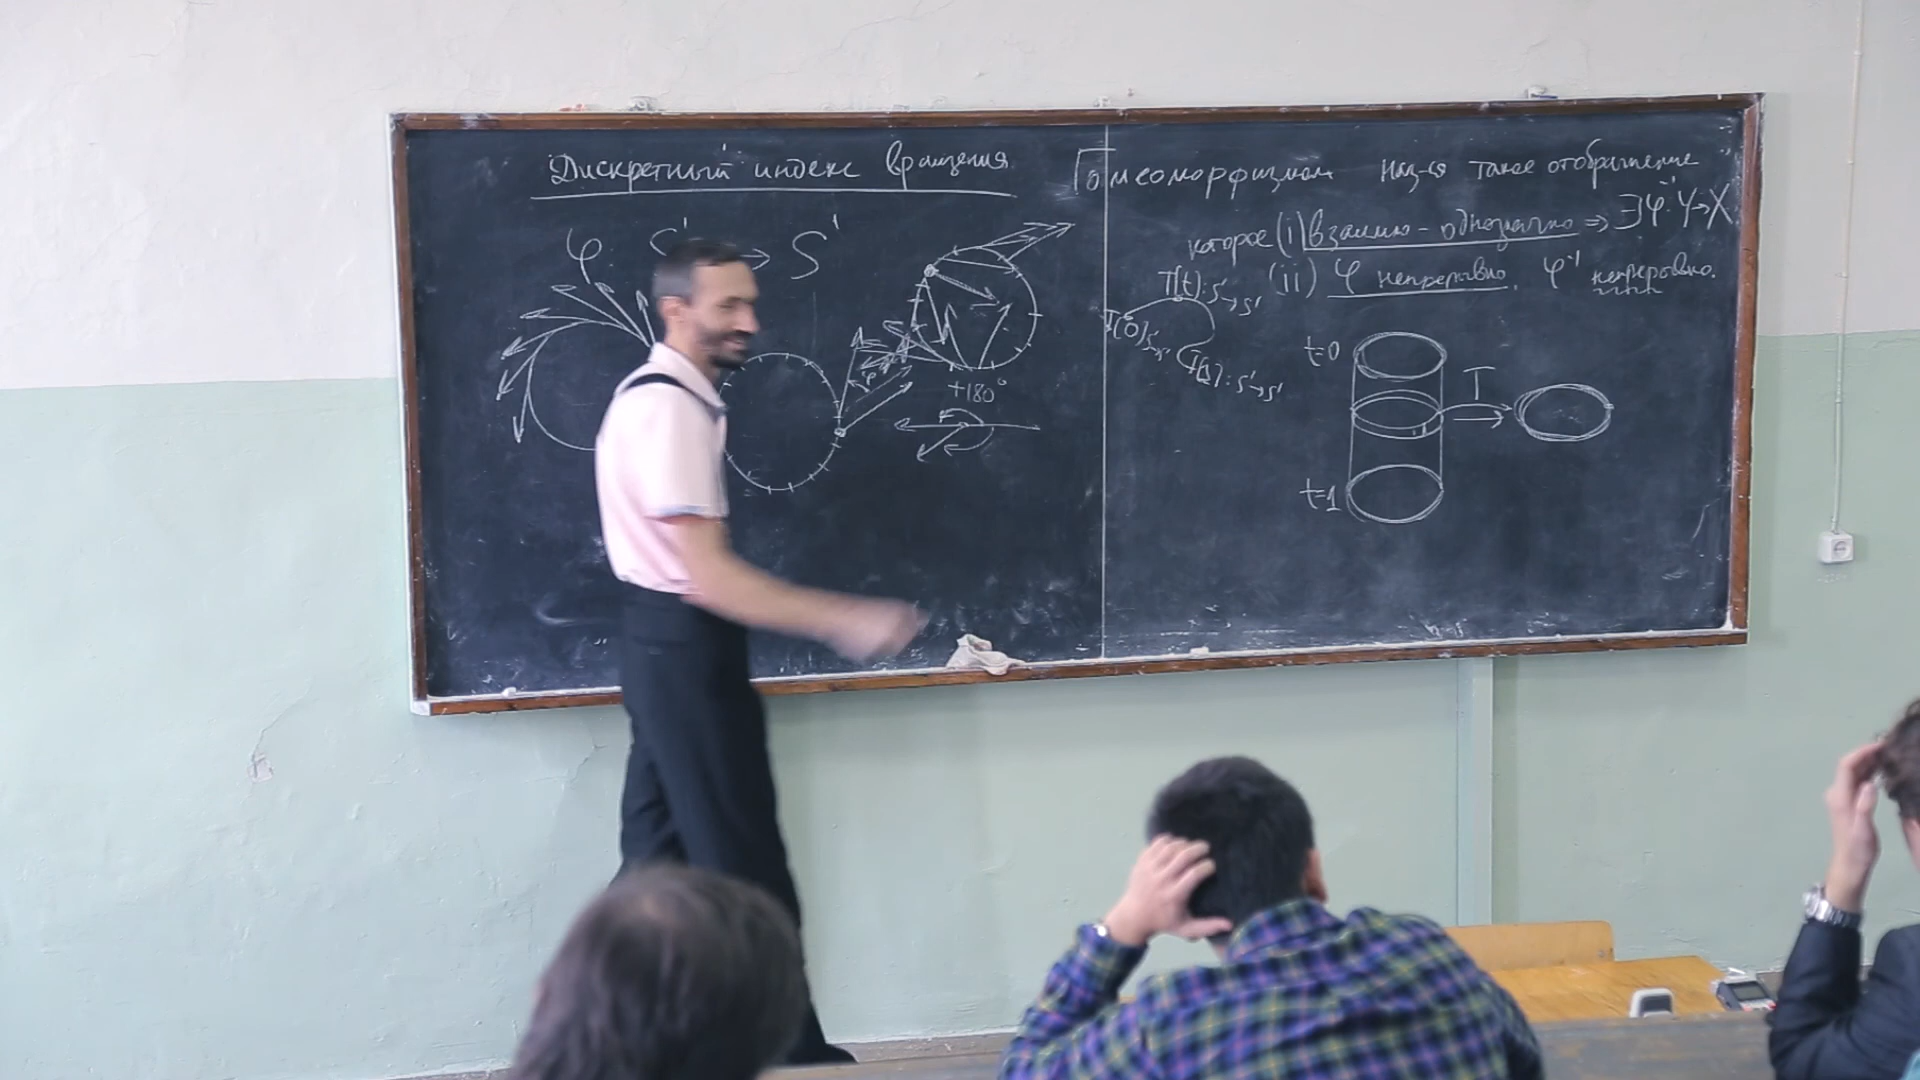 Дискретный индекс вращения
φ: S¹ → S¹
+180°
Гомеоморфизмом наз-ся такое отображение,
которое (i) взаимно-однозначно ⇒ ∃φ⁻¹: Y→X
(ii) φ непрерывно, φ⁻¹ непрерывно.
T(t): S¹→S¹
T(0): S¹→S¹
T(1): S¹→S¹
t=0
T
t=1